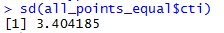 > sd(all_points_equal$cti)
[1] 3.404185